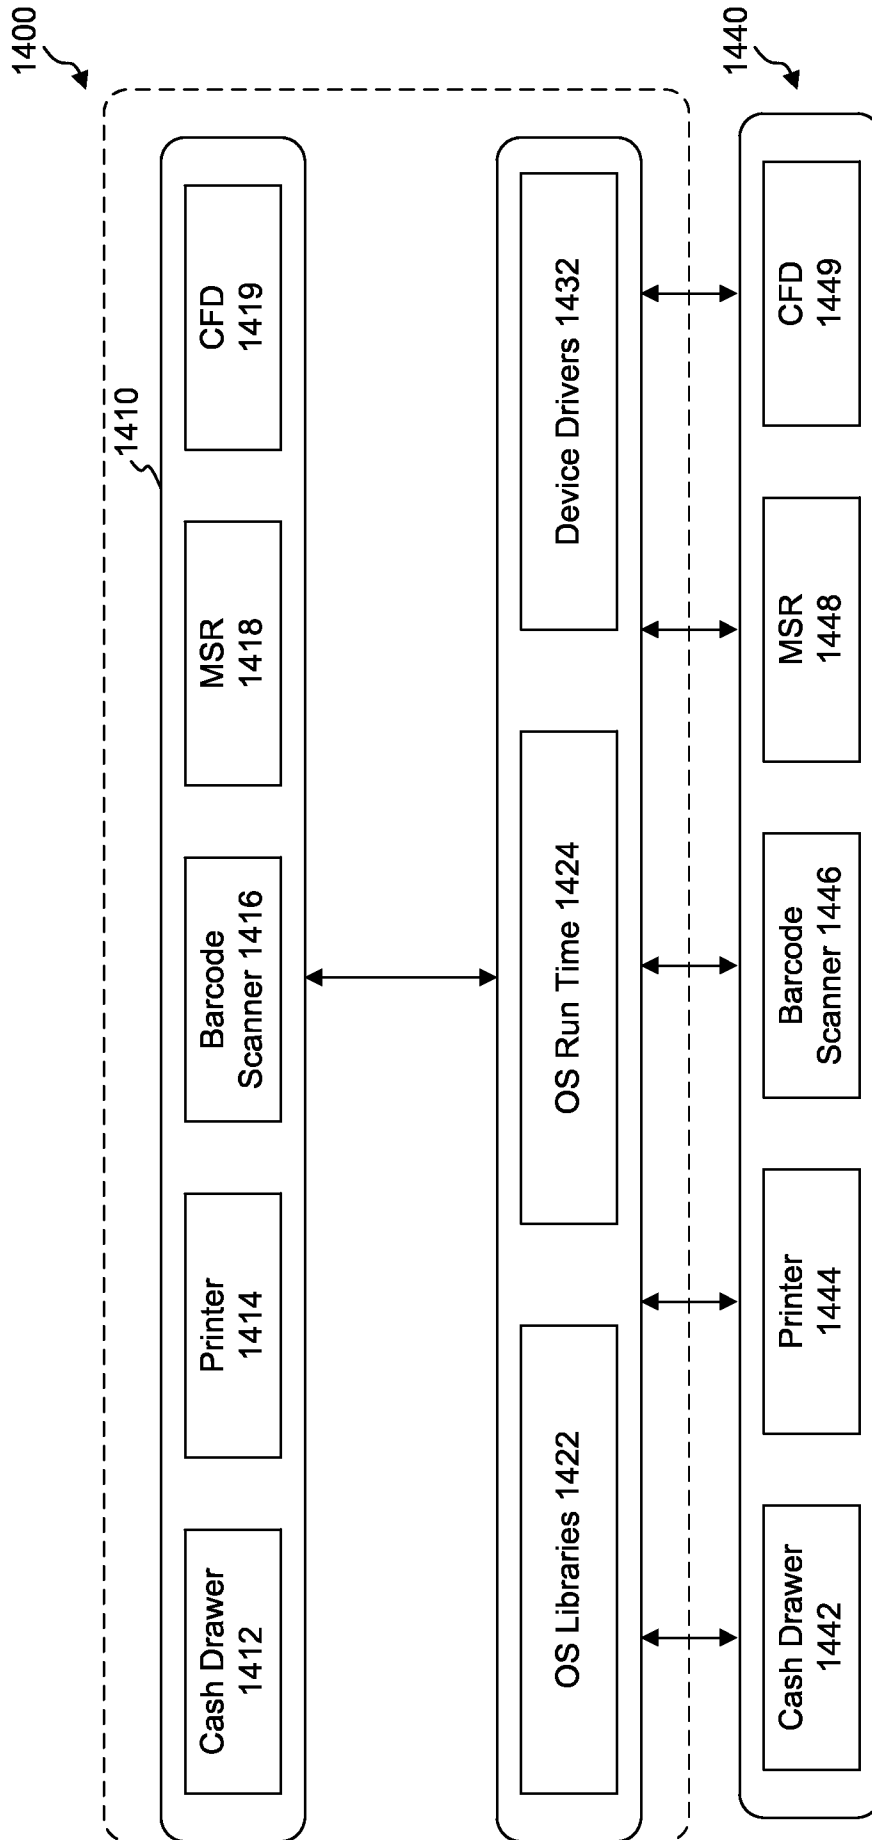 1400
1410
Cash Drawer
1412
Printer
1414
Barcode
Scanner 1416
MSR
1418
CFD
1419
OS Libraries 1422
OS Run Time 1424
Device Drivers 1432
1440
Cash Drawer
1442
Printer
1444
Barcode
Scanner 1446
MSR
1448
CFD
1449